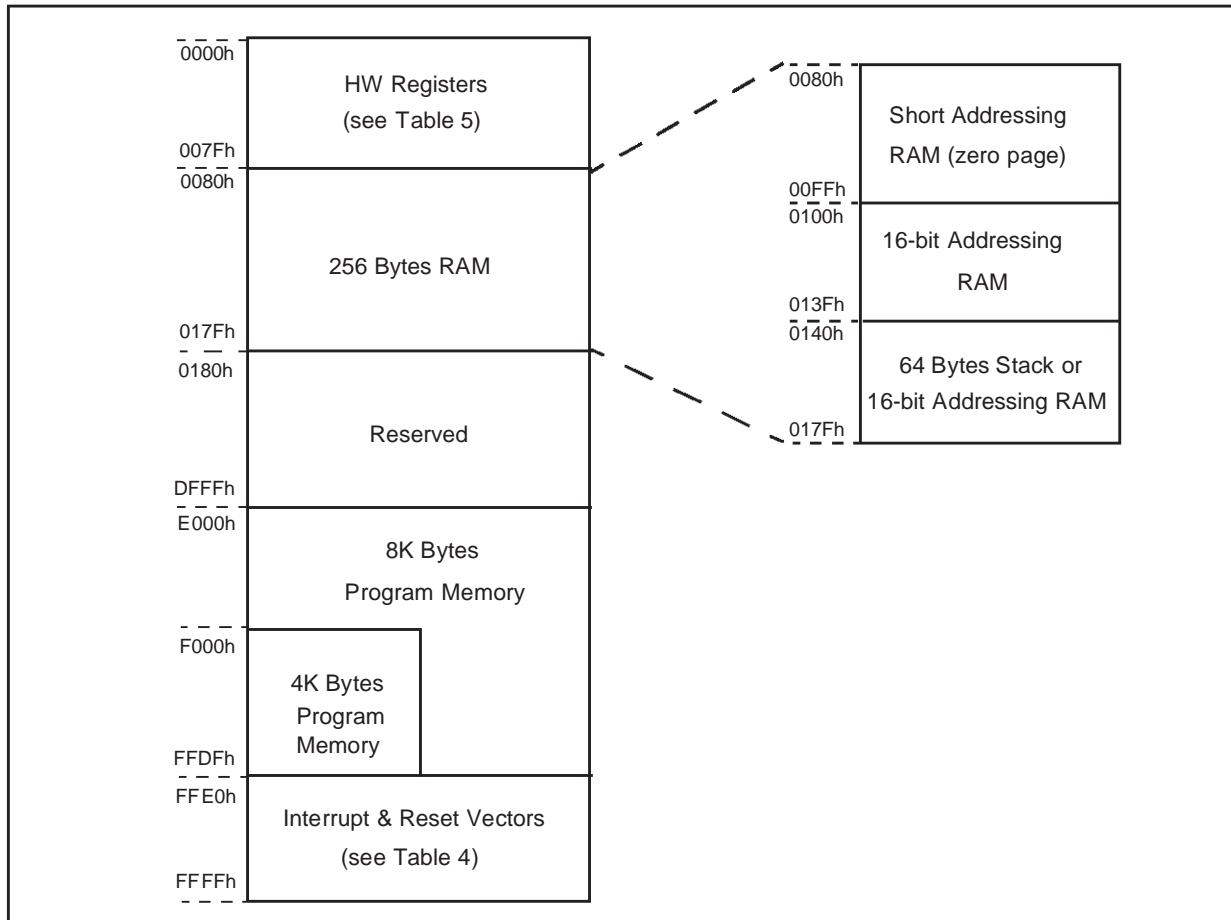 0000h
HW Registers
(see Table 5)
007Fh
0080h
256 Bytes RAM
017Fh
0180h
Reserved
DFFFh
E000h
8K Bytes
Program Memory
F000h
4K Bytes
Program
Memory
FFDFh
FFE0h
Interrupt & Reset Vectors
(see Table 4)
FFFFh
0080h
Short Addressing
RAM (zero page)
00FFh
0100h
16-bit Addressing
RAM
013Fh
0140h
64 Bytes Stack or
16-bit Addressing RAM
017Fh